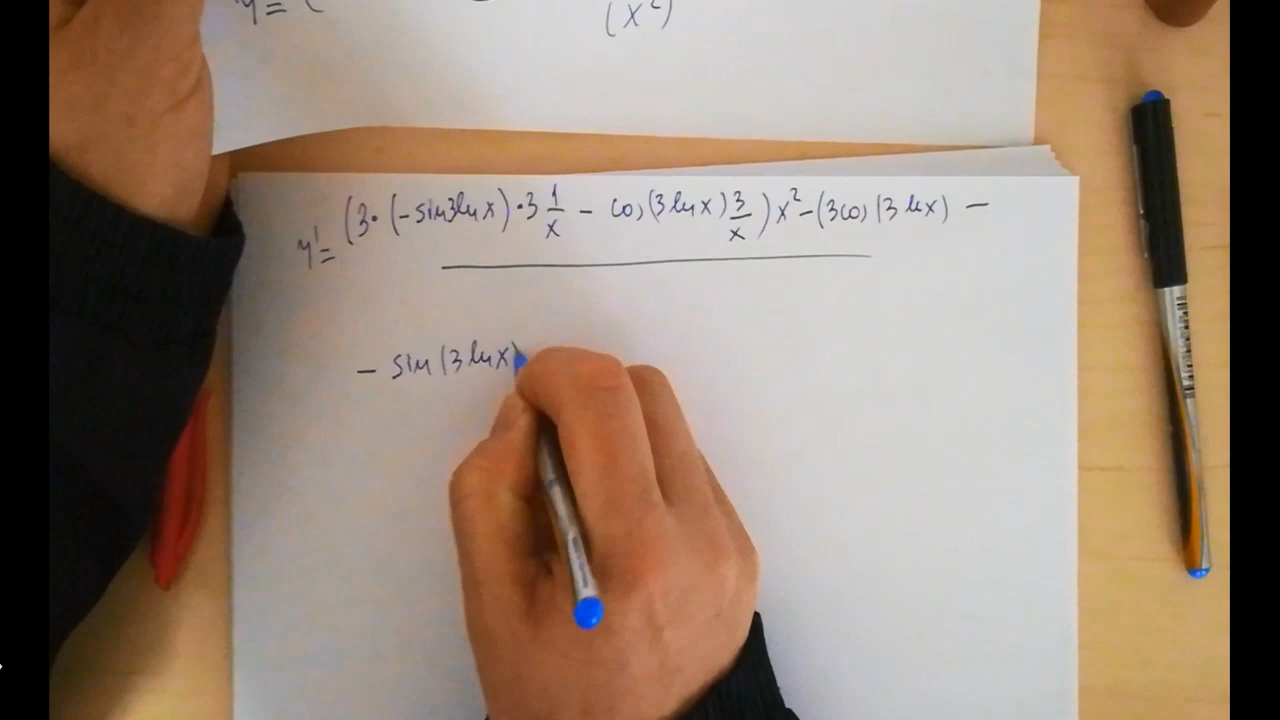 y = (
(x²)
y' = (3·(-sin3lnx)·3 1/x - cos(3lnx) 3/x)x² - (3cos(3lnx) -
- sin(3lnx)